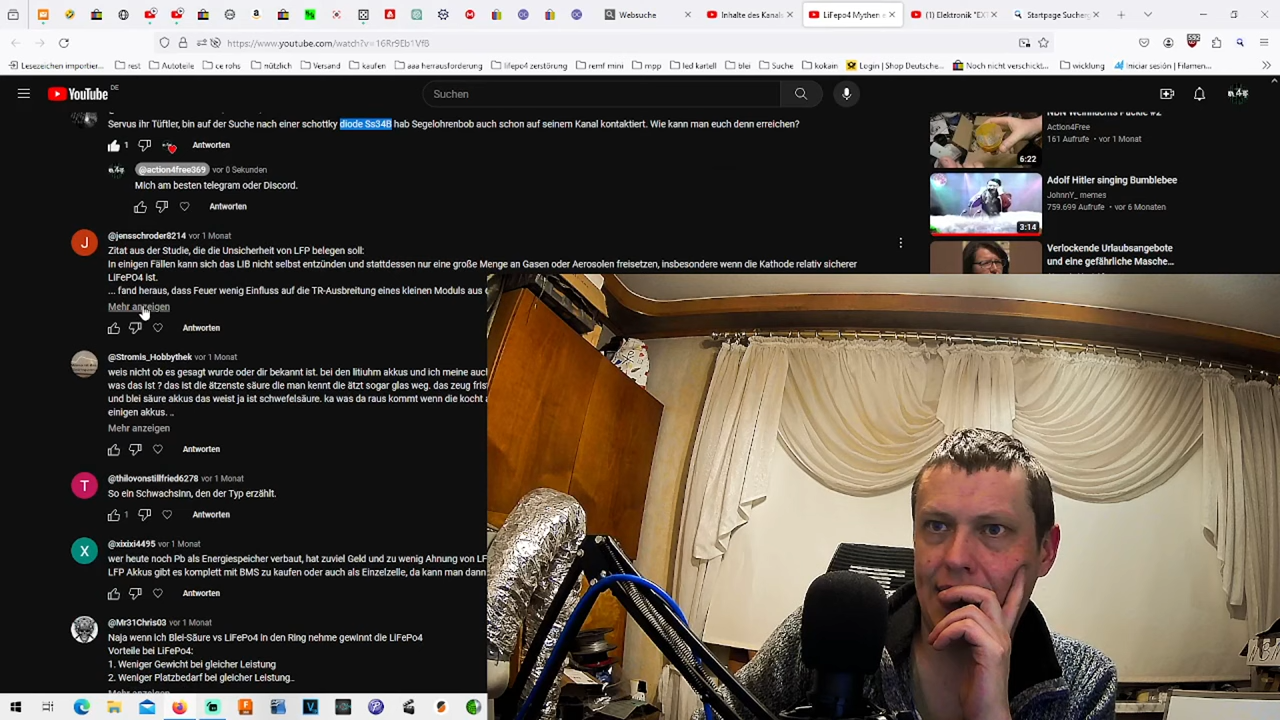 Websuche
Inhalte des Kanals
LiFepo4 Mythen
(1) Elektronik "EXT
Startpage Sucher
https://www.youtube.com/watch?v=16Rr9Eb1Vf8
Lesezeichen importier...
rest
Autoteile
ce rohs
nützlich
Versand
kaufen
aaa herrausforderung
lifepo4 zerstörung
remf mini
mpp
led kartell
blei
Suche
kokain
Login | Shop Deutsche...
Noch nicht verschickt...
wicklung
Iniciar sesión | Filamen...
YouTube DE
Suchen
Servus ihr Tüftler, bin auf der Suche nach einer schottky diode Ss34B hab Segelohrenbob auch schon auf seinem Kanal kontaktiert. Wie kann man euch denn erreichen?
1 Antworten
@action4free369 vor 0 Sekunden
Mich am besten telegram oder Discord.
Antworten
J
@jensschroder8214 vor 1 Monat
Zitat aus der Studie, die die Unsicherheit von LFP belegen soll:
In einigen Fällen kann sich das LIB nicht selbst entzünden und stattdessen nur eine große Menge an Gasen oder Aerosolen freisetzen, insbesondere wenn die Kathode relativ sicherer
LiFePO4 ist.
... fand heraus, dass Feuer wenig Einfluss auf die TR-Ausbreitung eines kleinen Moduls aus
Mehr anzeigen
Antworten
@Stromis_Hobbythek vor 1 Monat
weis nicht ob es gesagt wurde oder dir bekannt ist. bei den litiuhm akkus und ich meine auch
was das ist ? das ist die ätzenste säure die man kennt die ätzt sogar glas weg. das zeug frist
und blei säure akkus das weist ja ist schwefelsäure. ka was da raus kommt wenn die kocht
einigen akkus. ..
Mehr anzeigen
Antworten
T
@thilovonstillfried6278 vor 1 Monat
So ein Schwachsinn, den der Typ erzählt.
1 Antworten
X
@xixixi4495 vor 1 Monat
wer heute noch Pb als Energiespeicher verbaut, hat zuviel Geld und zu wenig Ahnung von
LFP Akkus gibt es komplett mit BMS zu kaufen oder auch als Einzelzelle, da kann man dann
Antworten
@Mr31Chris03 vor 1 Monat
Naja wenn ich Blei-Säure vs LiFePo4 in den Ring nehme gewinnt die LiFePo4
Vorteile bei LiFePo4:
1. Weniger Gewicht bei gleicher Leistung
2. Weniger Platzbedarf bei gleicher Leistung..
Mehr anzeigen
NDN Weihnachts Päckle #2
Action4Free
161 Aufrufe • vor 1 Monat
6:22
Adolf Hitler singing Bumblebee
JohnnY_ memes
759.699 Aufrufe • vor 6 Monaten
3:14
Verlockende Urlaubsangebote
und eine gefährliche Masche...